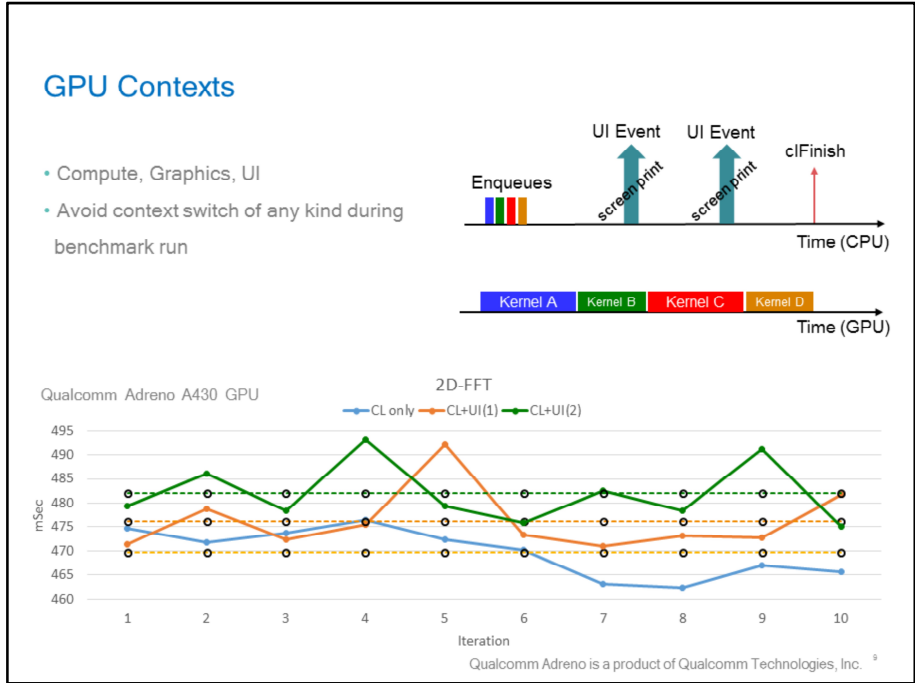 GPU Contexts
• Compute, Graphics, UI
• Avoid context switch of any kind during
benchmark run
UI Event
UI Event
clFinish
Enqueues
screen print
screen print
Time (CPU)
Kernel A
Kernel B
Kernel C
Kernel D
Time (GPU)
Qualcomm Adreno A430 GPU
2D-FFT
CL only
CL+UI(1)
CL+UI(2)
495
490
485
480
475
470
465
460
mSec
1 2 3 4 5 6 7 8 9 10
Iteration
Qualcomm Adreno is a product of Qualcomm Technologies, Inc.
9